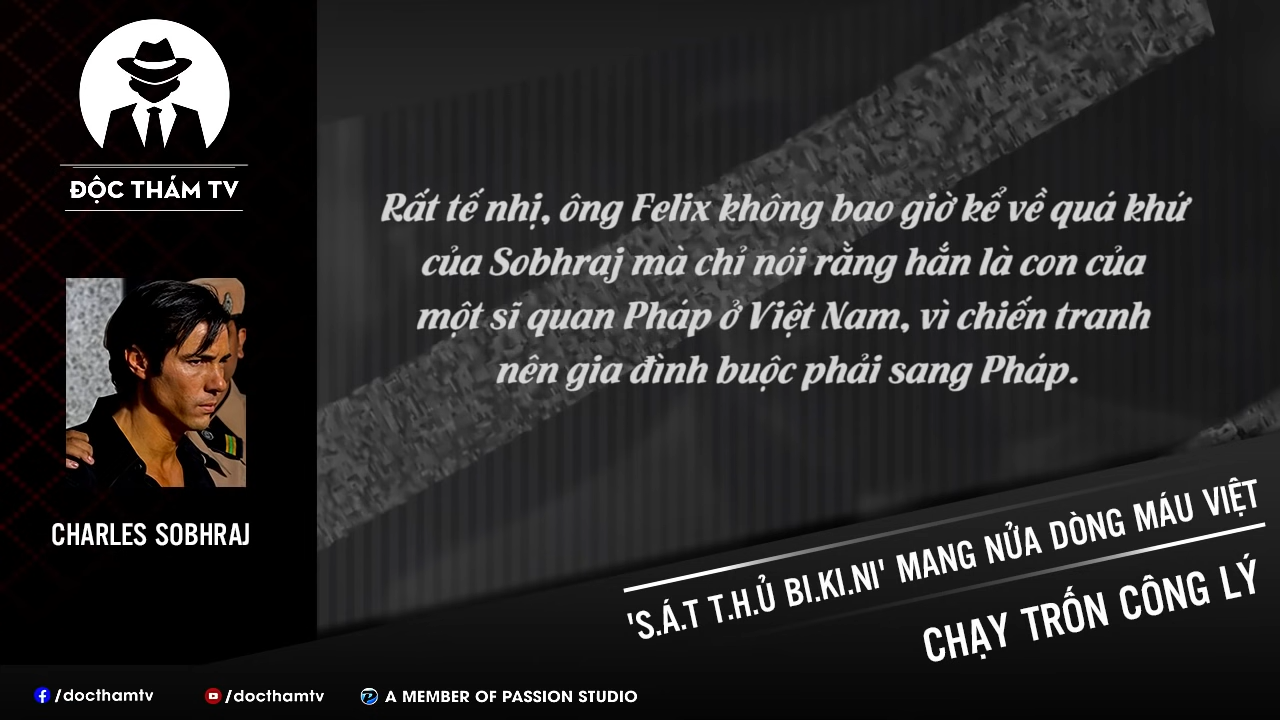 ĐỘC THÁM TV
CHARLES SOBHRAJ
Rất tế nhị, ông Felix không bao giờ kể về quá khứ
của Sobhraj mà chỉ nói rằng hắn là con của
một sĩ quan Pháp ở Việt Nam, vì chiến tranh
nên gia đình buộc phải sang Pháp.
'S.Á.T T.H.Ủ BI.KI.NI' MANG NỬA DÒNG MÁU VIỆT
CHẠY TRỐN CÔNG LÝ
/docthamtv
/docthamtv
A MEMBER OF PASSION STUDIO